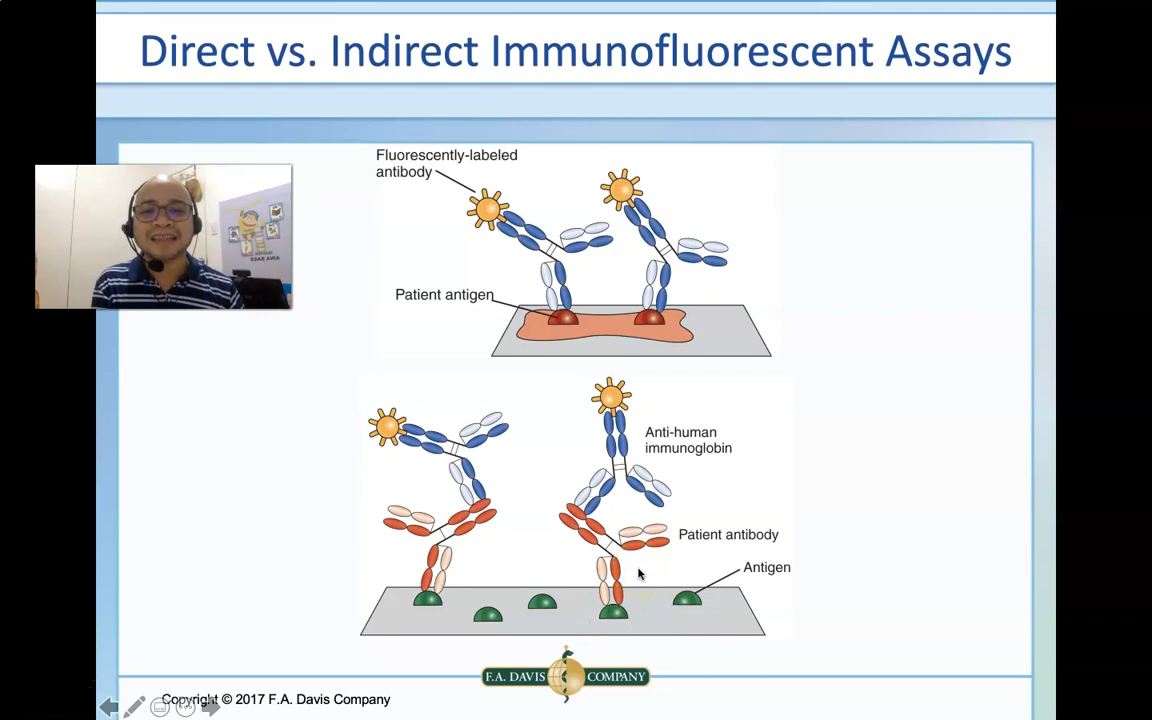 Direct vs. Indirect Immunofluorescent Assays
Fluorescently-labeled
antibody
Patient antigen
Anti-human
immunoglobin
Patient antibody
Antigen
F.A. DAVIS COMPANY
Copyright © 2017 F.A. Davis Company